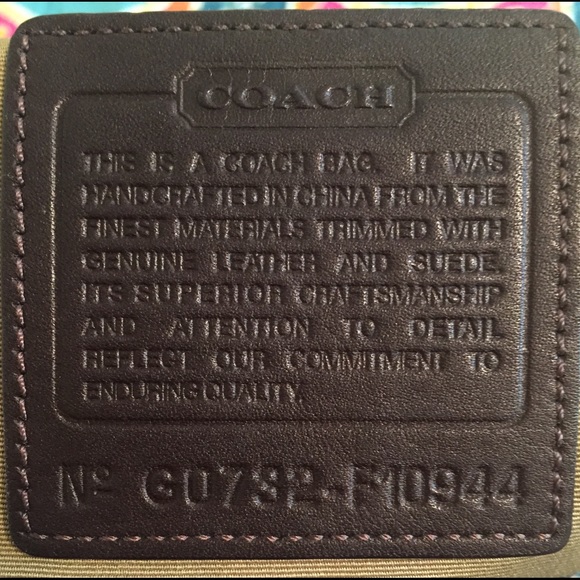 COACH
THIS IS A COACH BAG. IT WAS
HANDCRAFTED IN CHINA FROM THE
FINEST MATERIALS TRIMMED WITH
GENUINE LEATHER AND SUEDE.
ITS SUPERIOR CRAFTSMANSHIP
AND ATTENTION TO DETAIL
REFLECT OUR COMMITMENT TO
ENDURING QUALITY.
Nº G0732-F10944